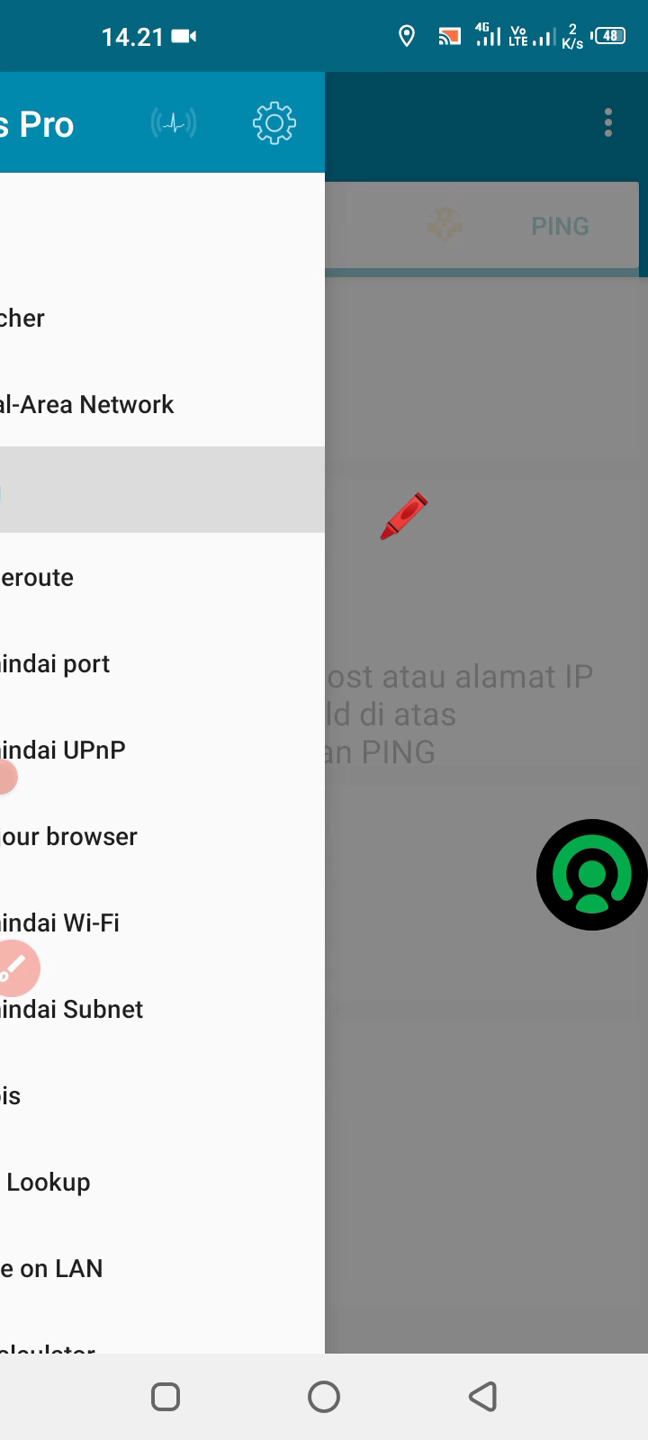 14.21
4G
Vo
LTE
2
K/s
48
s Pro
PING
cher
al-Area Network
eroute
indai port
ost atau alamat IP
ld di atas
an PING
indai UPnP
jour browser
indai Wi-Fi
indai Subnet
is
Lookup
e on LAN